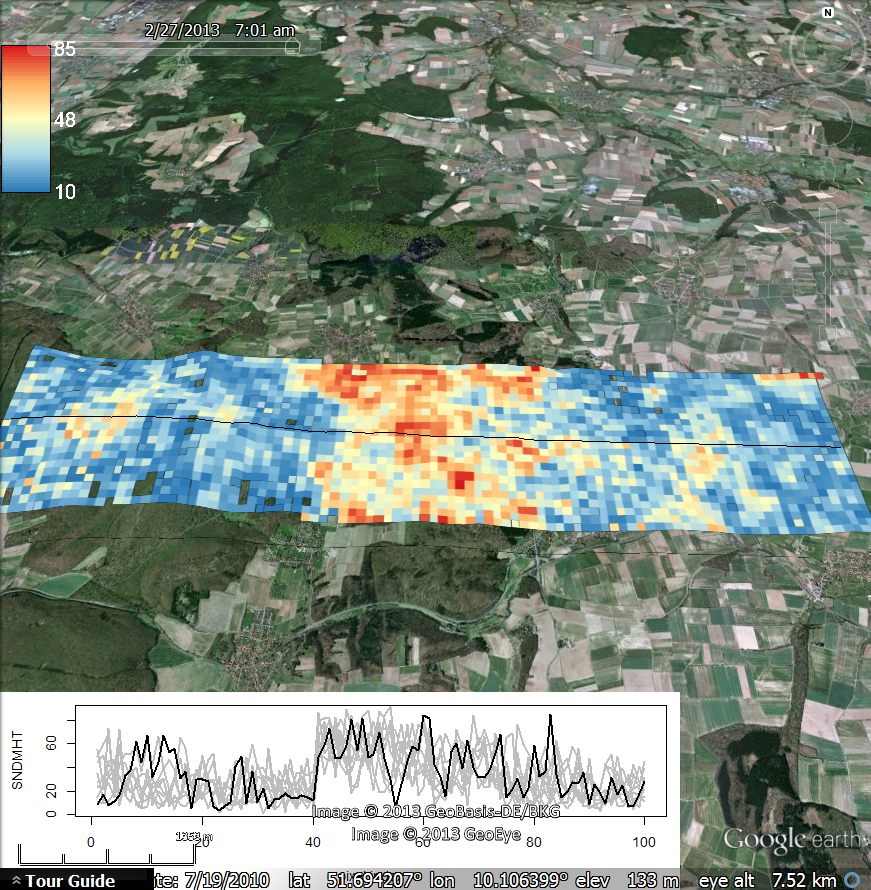 N
2/27/2013 7:01 am
85
48
10
SNDMHT
60
20
0
0 20 40 60 80 100
Image © 2013 GeoBasis-DE/BKG
Image © 2013 GeoEye
Google earth
Tour Guide
te: 7/19/2010 lat 51.694207° lon 10.106399° elev 133 m eye alt 7.52 km